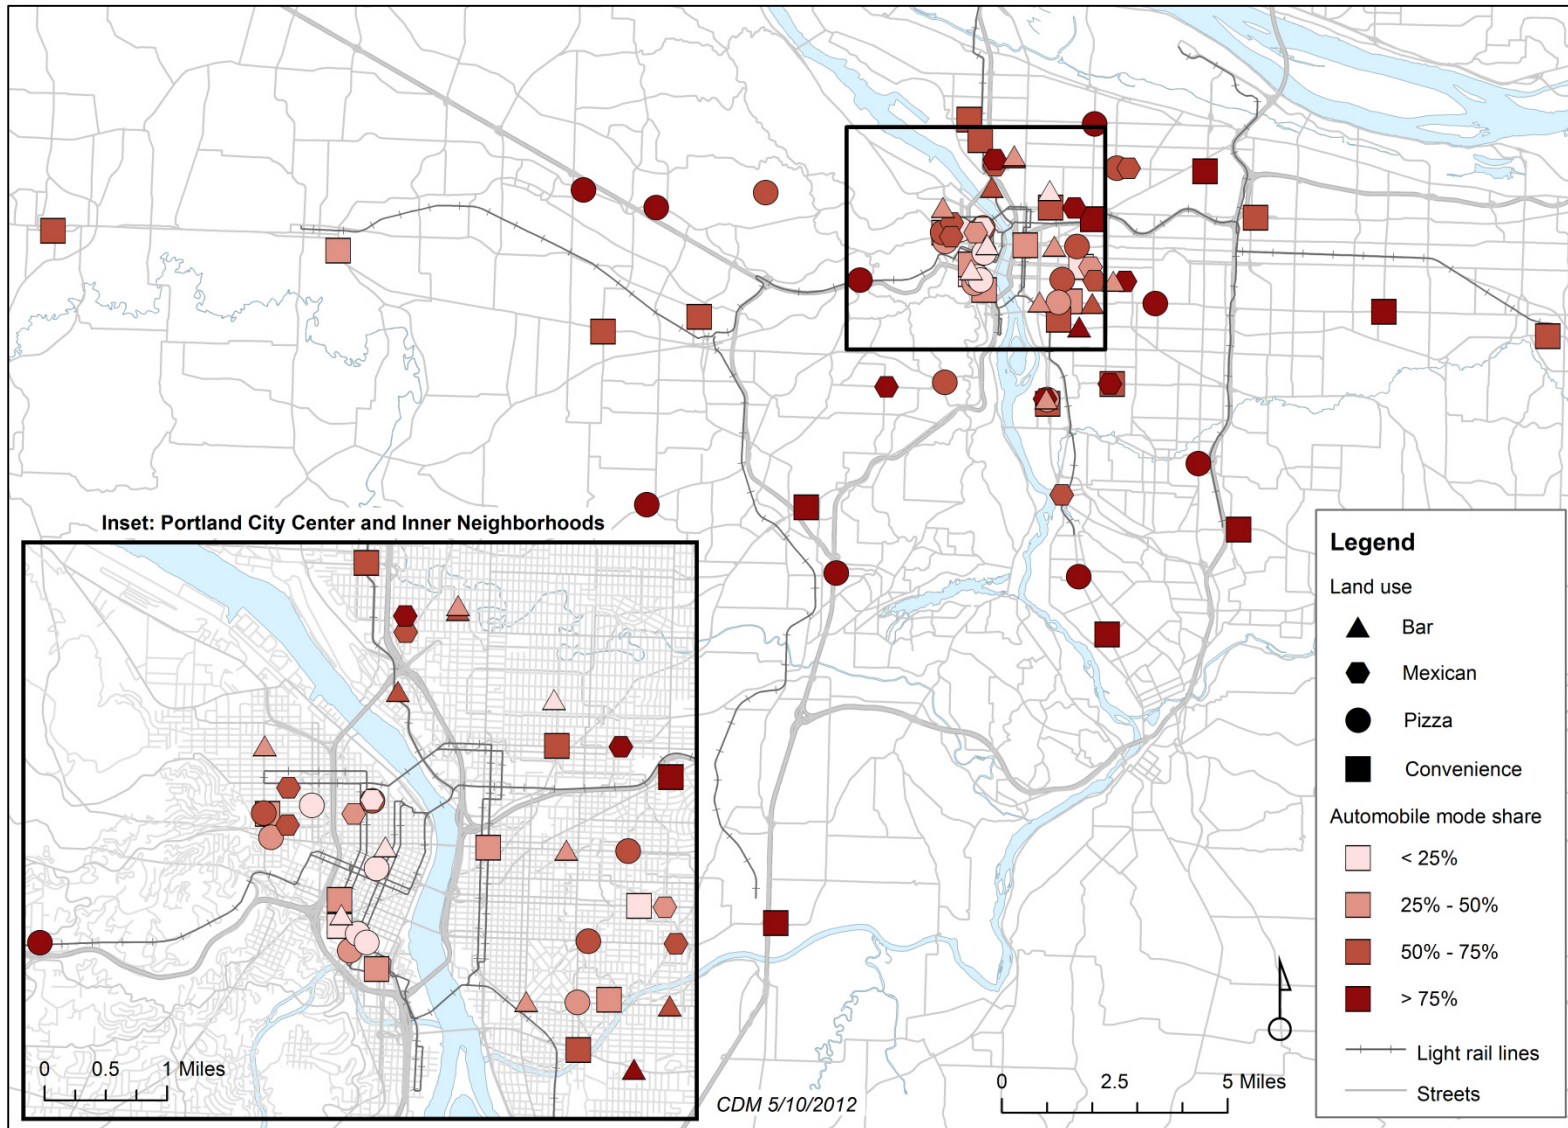 Inset: Portland City Center and Inner Neighborhoods
0 0.5 1 Miles
CDM 5/10/2012
0 2.5 5 Miles
Legend
Land use
Bar
Mexican
Pizza
Convenience
Automobile mode share
< 25%
25% - 50%
50% - 75%
> 75%
Light rail lines
Streets